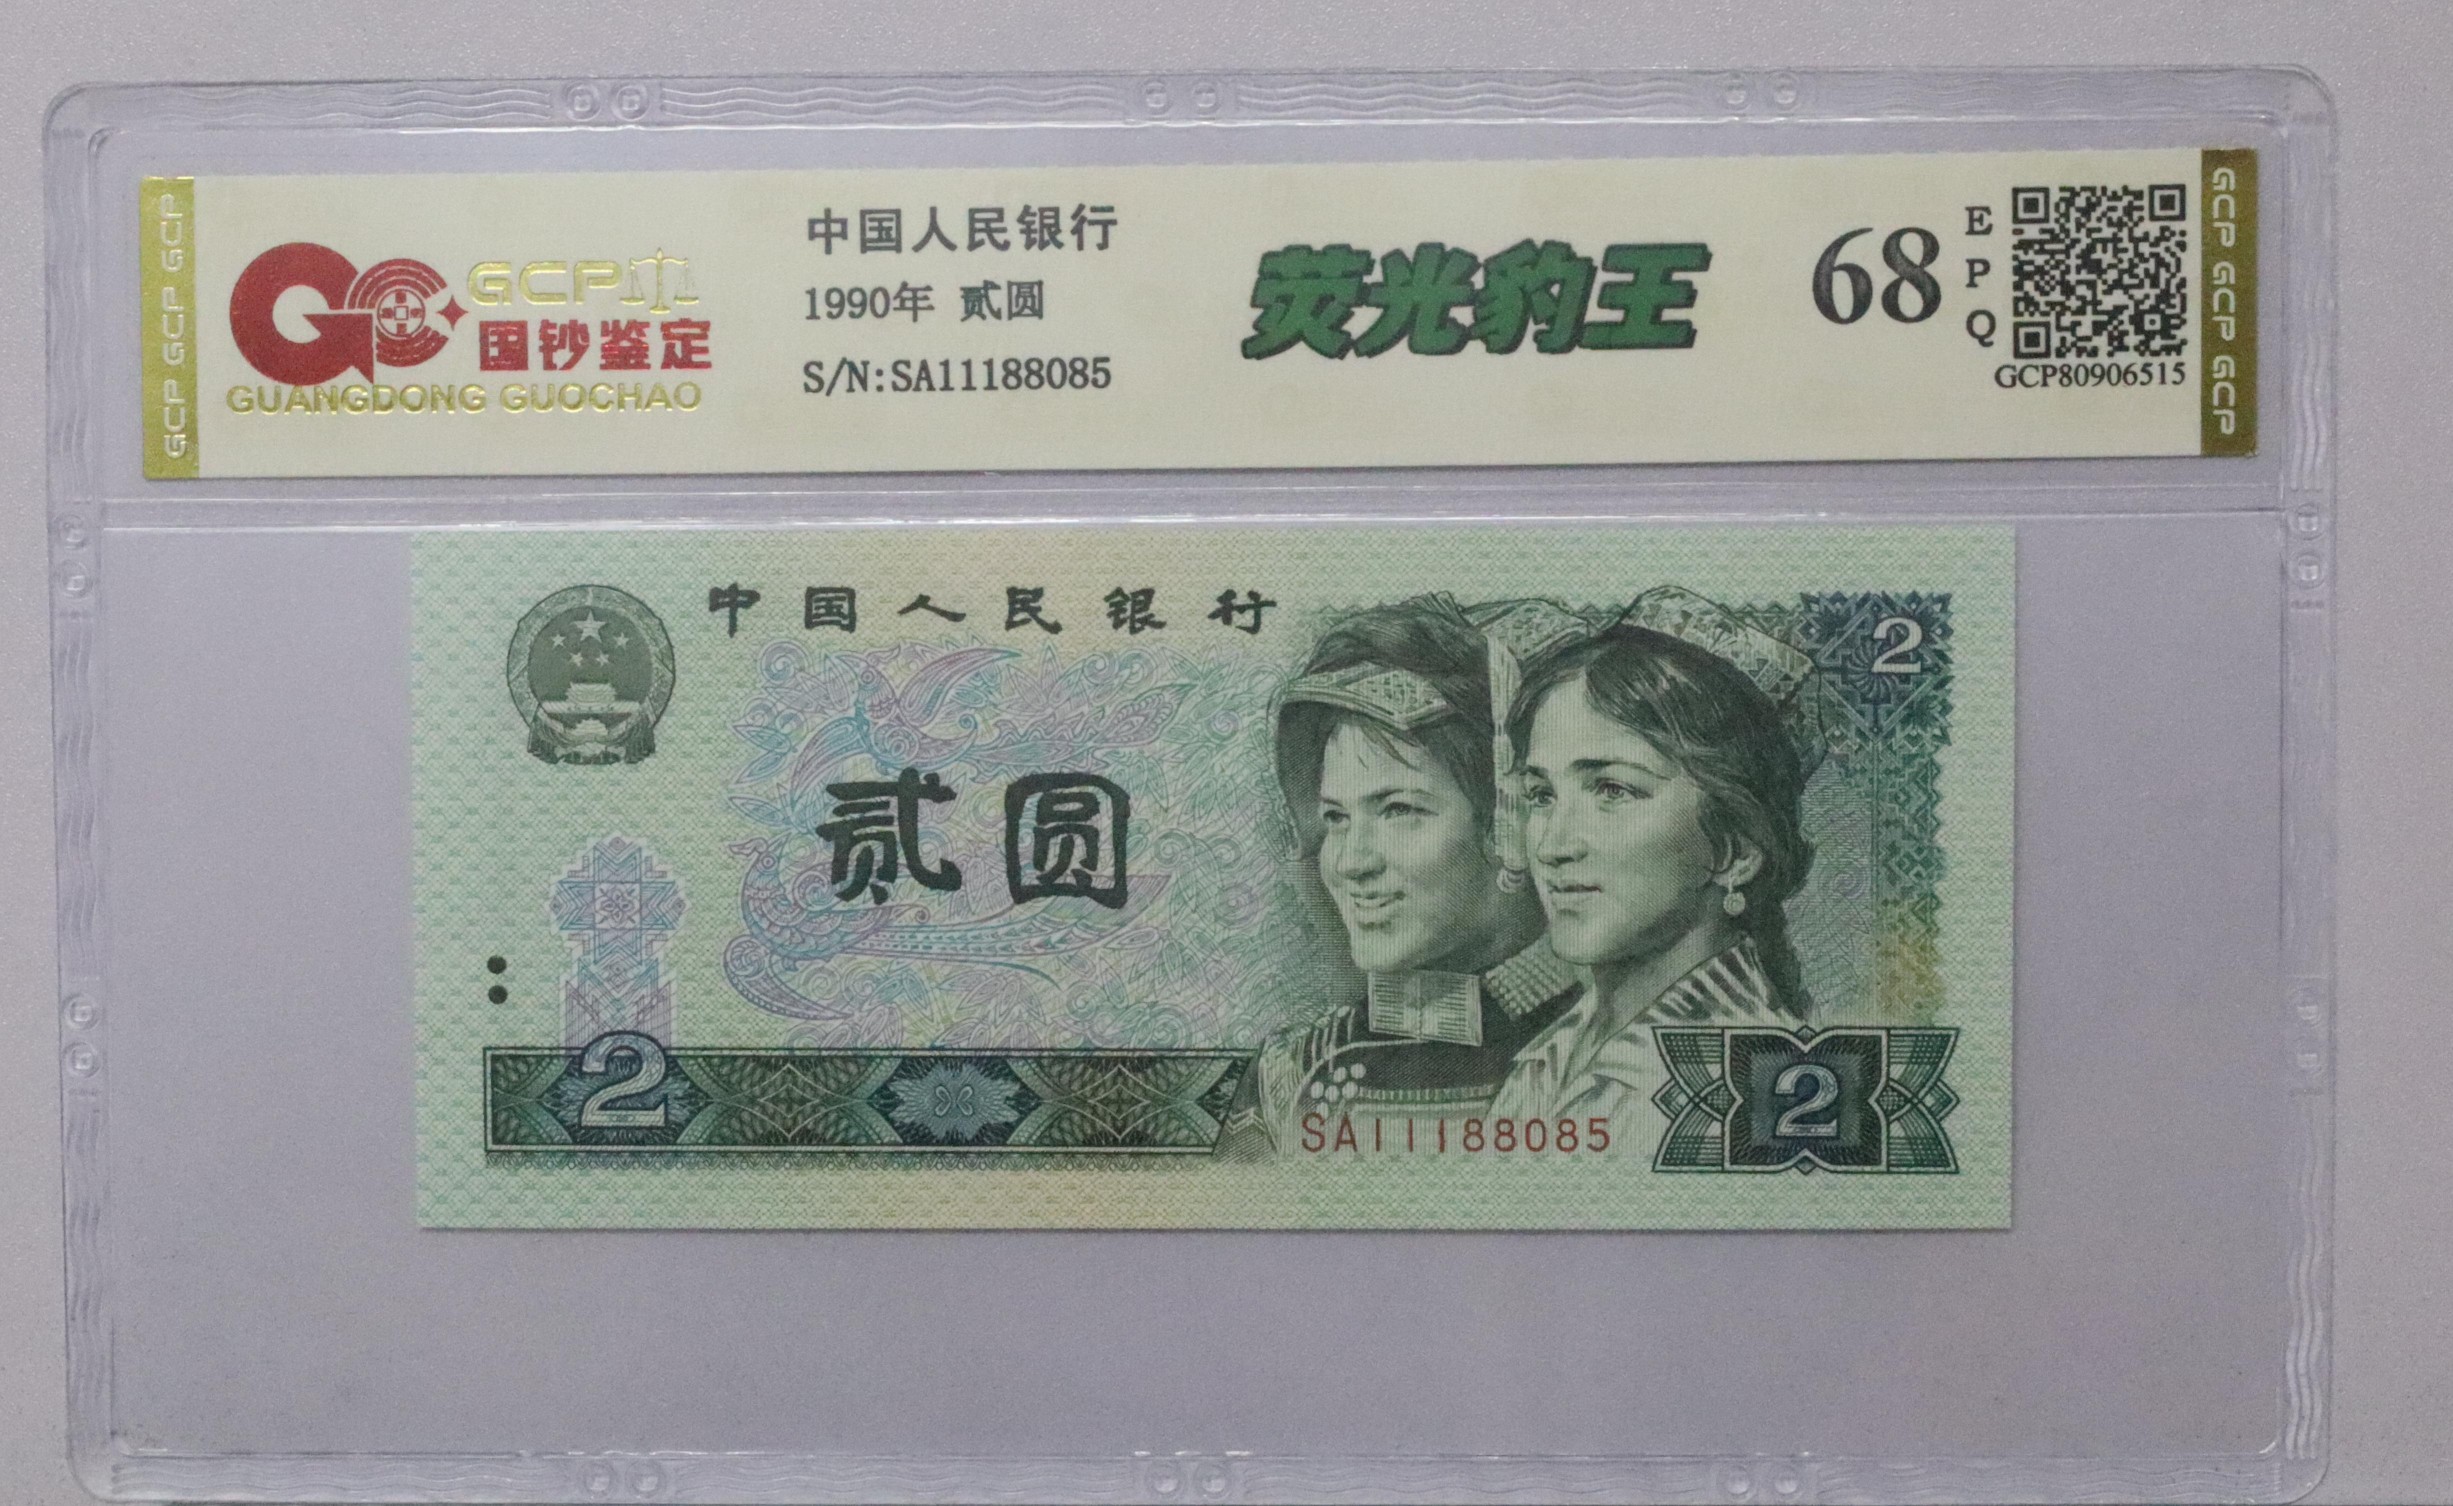 GCP GCP GCP
GCP
国钞鉴定
GUANGDONG GUOCHAO
中国人民银行
1990年 贰圆
S/N:SA11188085
荧光豹王
68
EPQ
GCP80906515
GCP GCP GCP
中国人民银行
2
贰圆
2
SA11188085
2